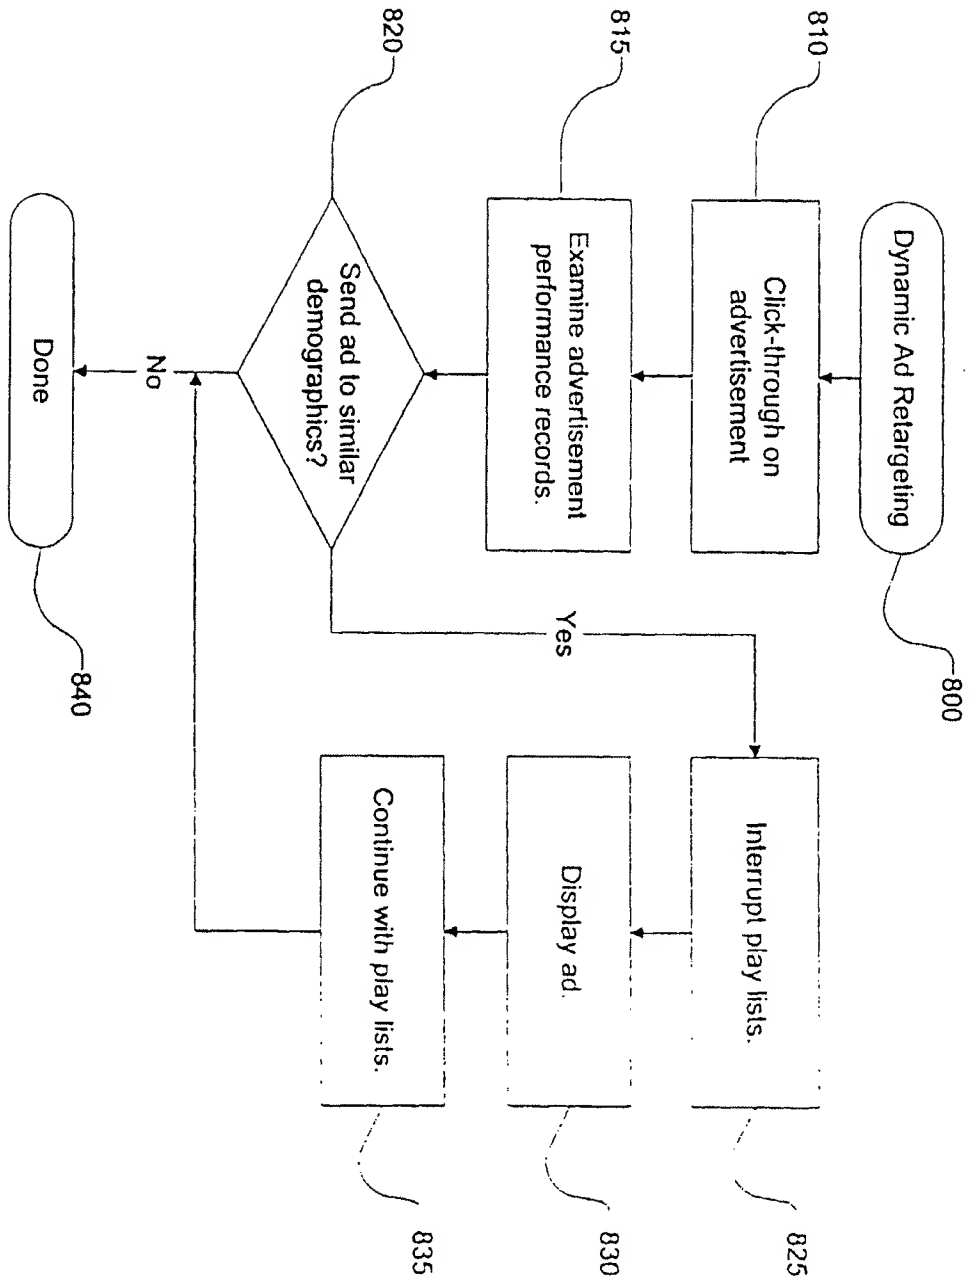 Dynamic Ad Retargeting
800
810
Click-through on
advertisement
815
Examine advertisement
performance records.
820
Send ad to similar
demographics?
Yes
No
Interrupt play lists.
825
Display ad.
830
Continue with play lists.
835
Done
840